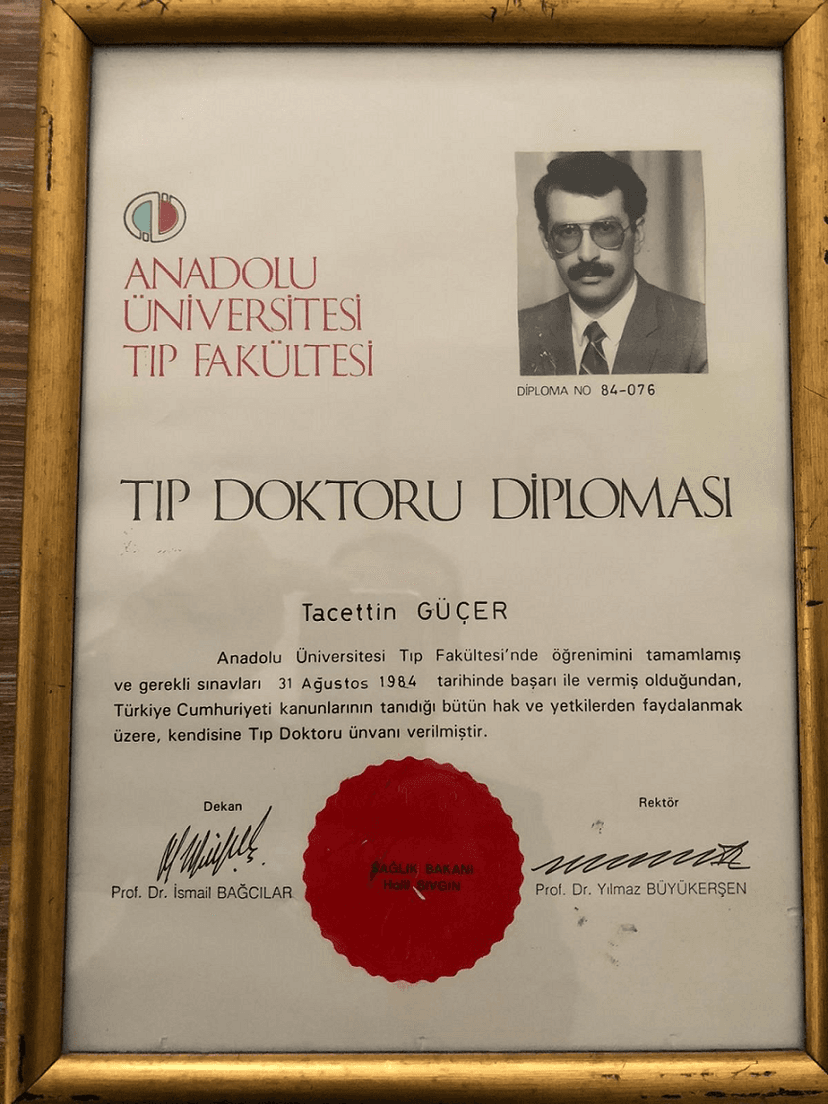 ANADOLU
ÜNİVERSİTESİ
TIP FAKÜLTESİ
DİPLOMA NO 84-076
TIP DOKTORU DİPLOMASI
Tacettin GÜÇER
Anadolu Üniversitesi Tıp Fakültesi'nde öğrenimini tamamlamış
ve gerekli sınavları 31 Ağustos 1984 tarihinde başarı ile vermiş olduğundan,
Türkiye Cumhuriyeti kanunlarının tanıdığı bütün hak ve yetkilerden faydalanmak
üzere, kendisine Tıp Doktoru ünvanı verilmiştir.
Dekan
Prof. Dr. İsmail BAĞCILAR
SAĞLIK BAKANI
Halil ŞIVGIN
Rektör
Prof. Dr. Yılmaz BÜYÜKERŞEN